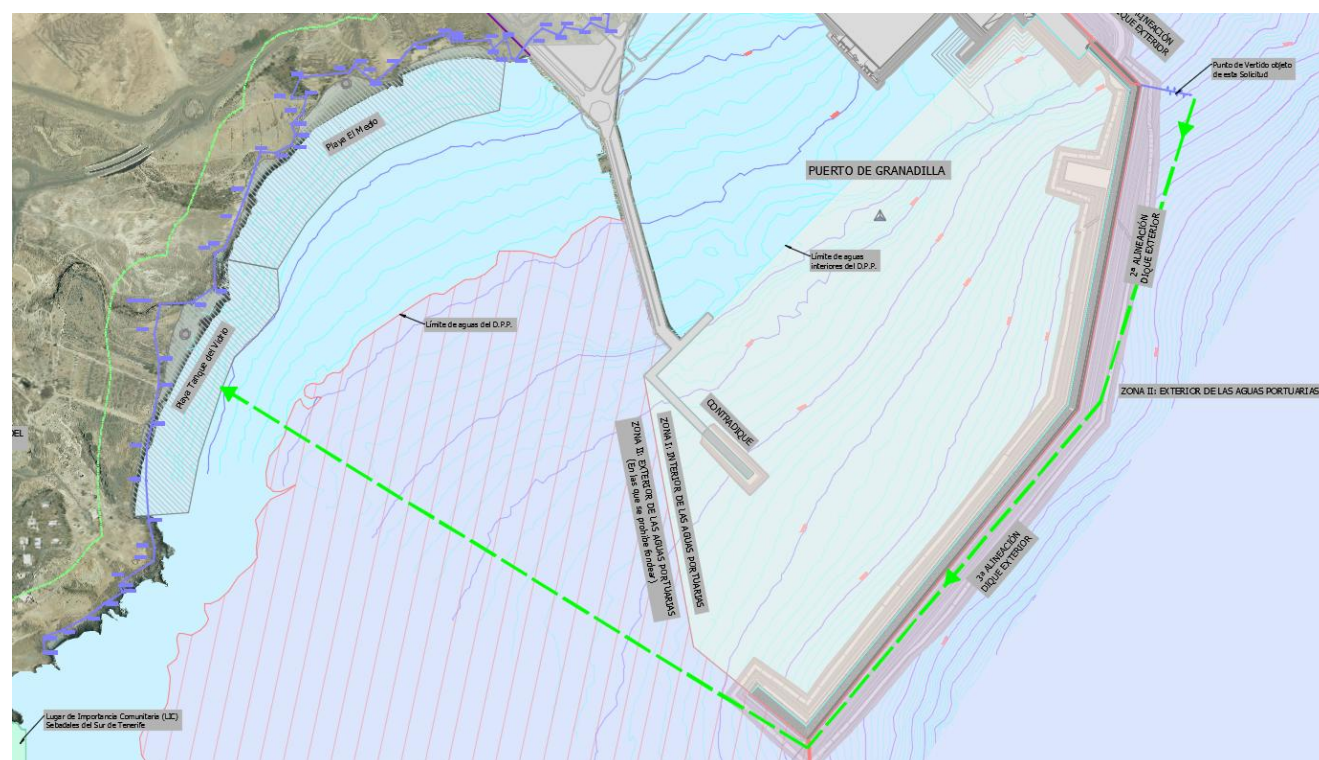 ALINEACIÓN
DIQUE EXTERIOR
Punto de Vertido objeto
de esta Solicitud
Playa El Medio
PUERTO DE GRANADILLA
2ª ALINEACIÓN
DIQUE EXTERIOR
Límite de aguas
interiores del D.P.P.
Límite de aguas del D.P.P.
Playa Tanque del Vidrio
ZONA II: EXTERIOR DE LAS AGUAS PORTUARIAS
CONTRADIQUE
ZONA I: INTERIOR DE LAS AGUAS PORTUARIAS
ZONA II: EXTERIOR DE LAS AGUAS PORTUARIAS
(En las que se prohibe fondear)
DEL
3ª ALINEACIÓN
DIQUE EXTERIOR
Lugar de Importancia Comunitaria (LIC)
Sebadales del Sur de Tenerife